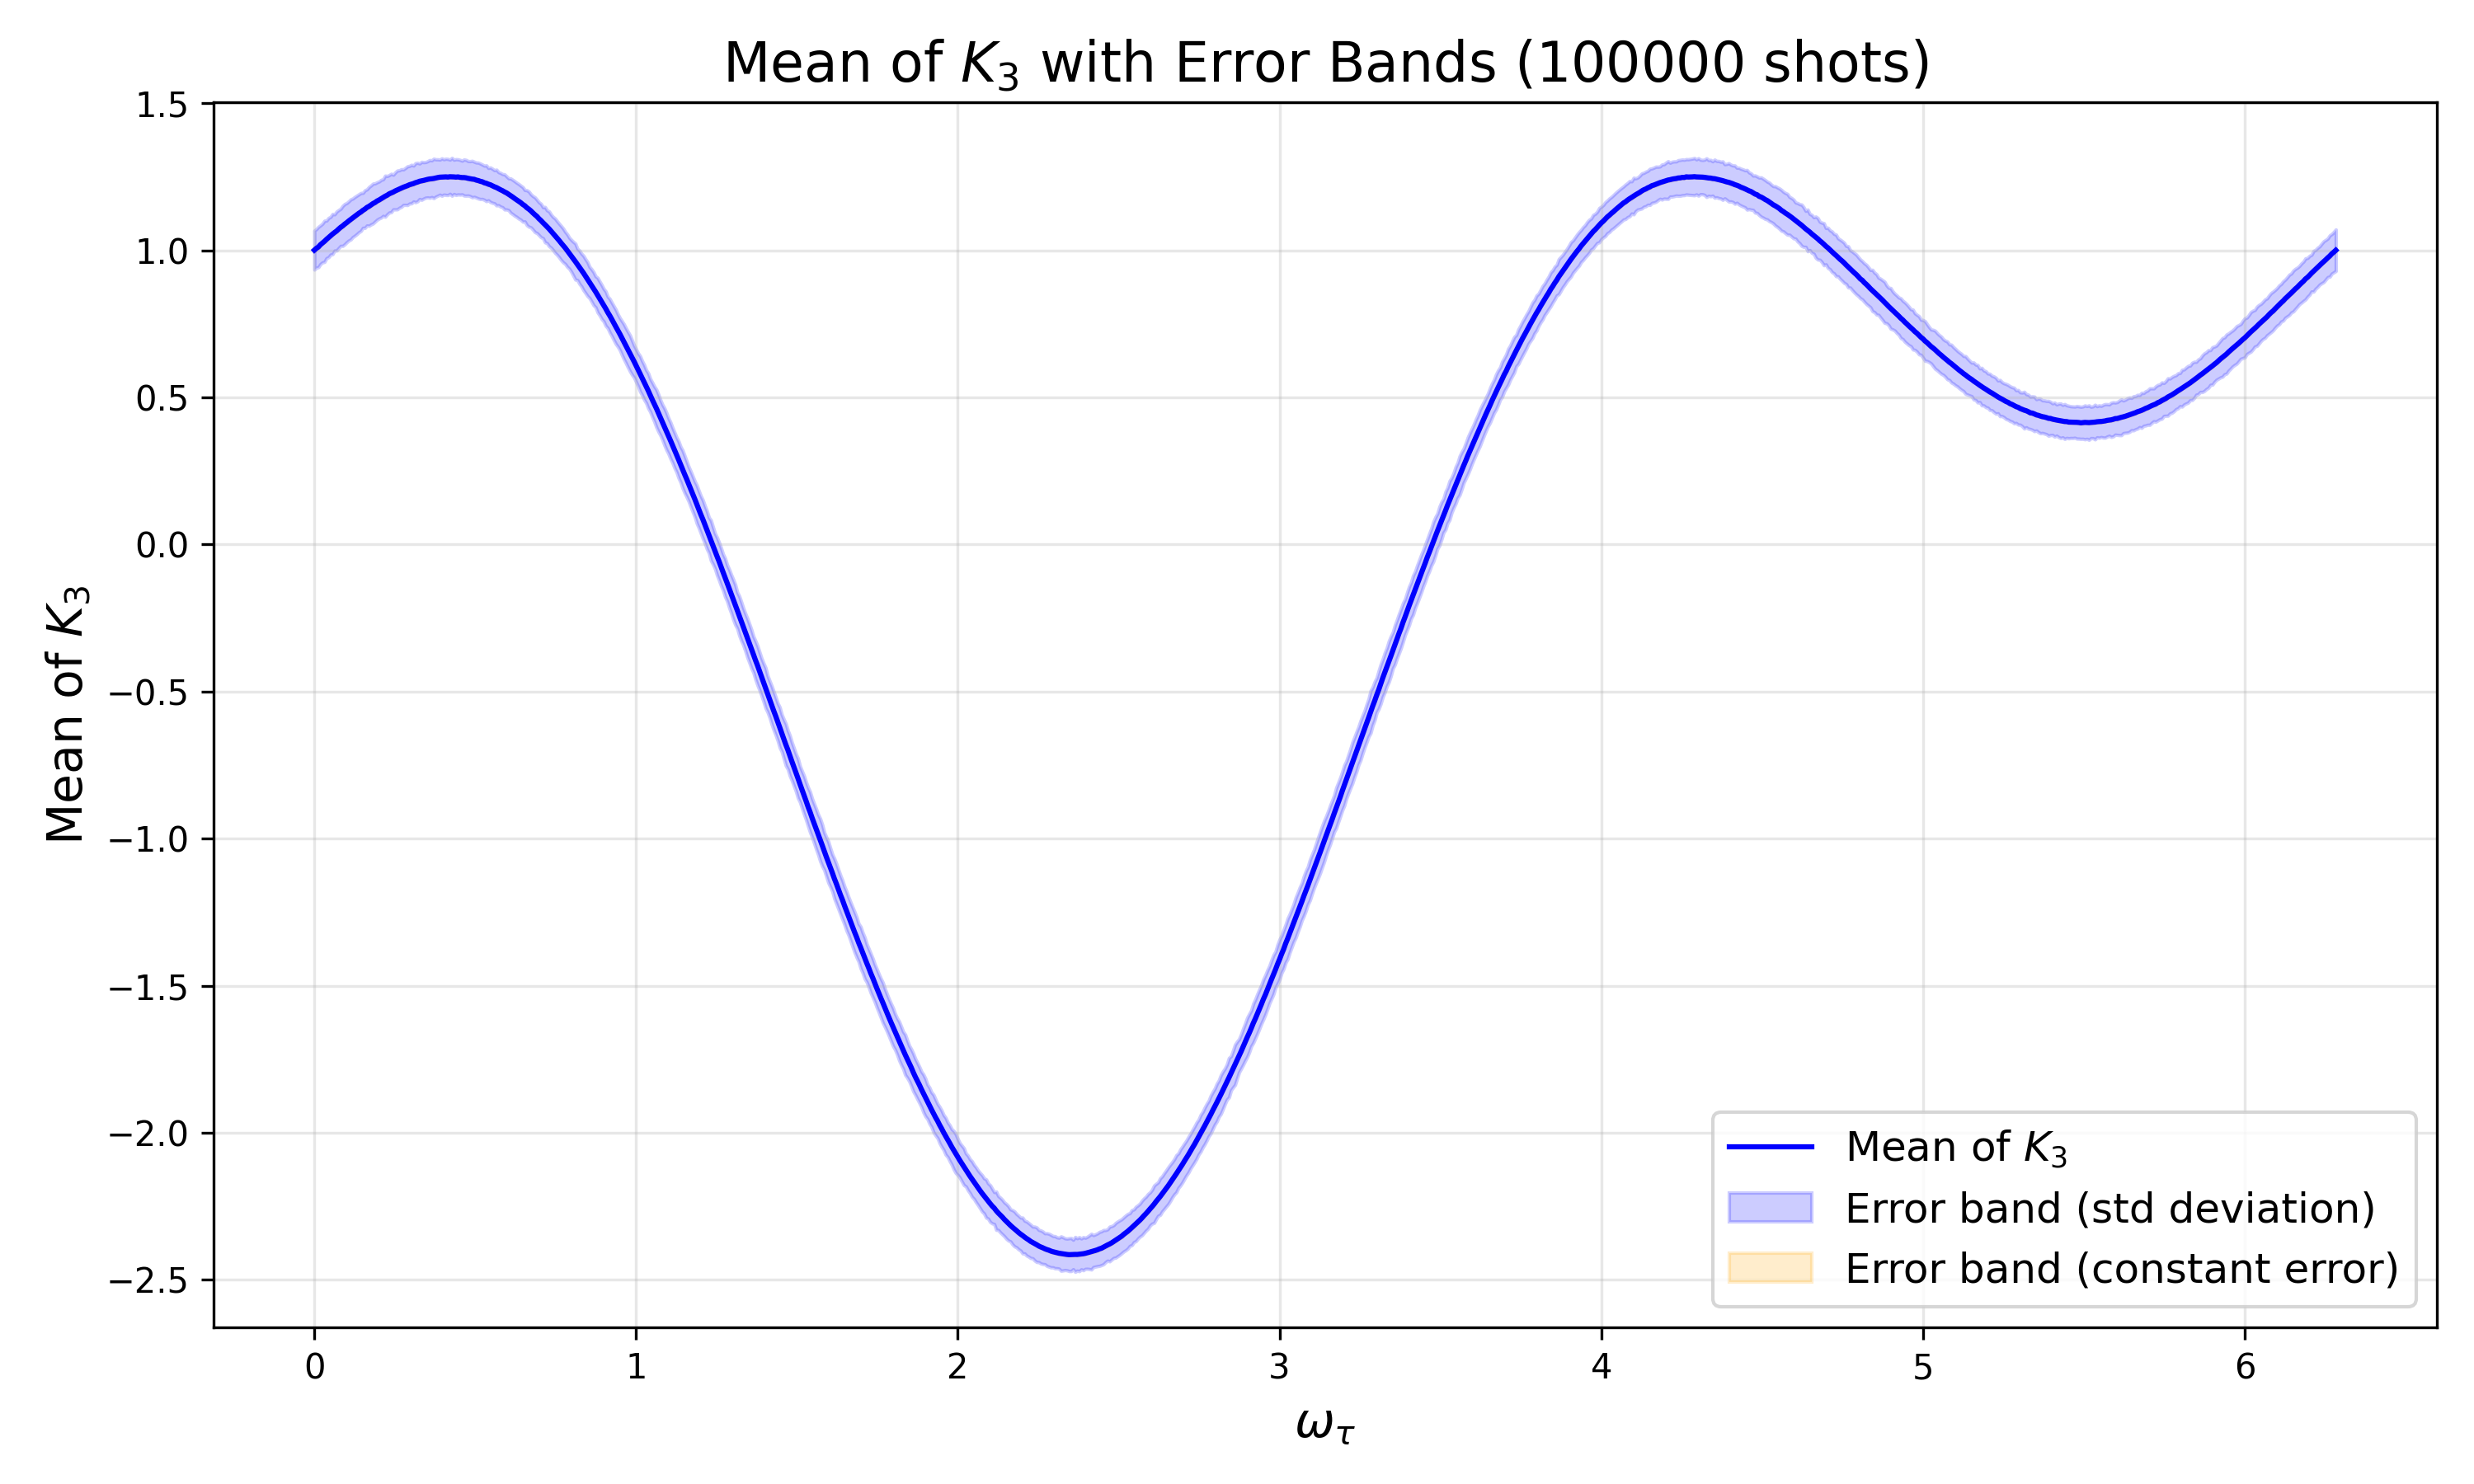 Mean of K₃ with Error Bands (100000 shots)
Mean of K₃
1.5
1.0
0.5
0.0
−0.5
−1.0
−1.5
−2.0
−2.5
0 1 2 3 4 5 6
ω_τ
Mean of K₃
Error band (std deviation)
Error band (constant error)